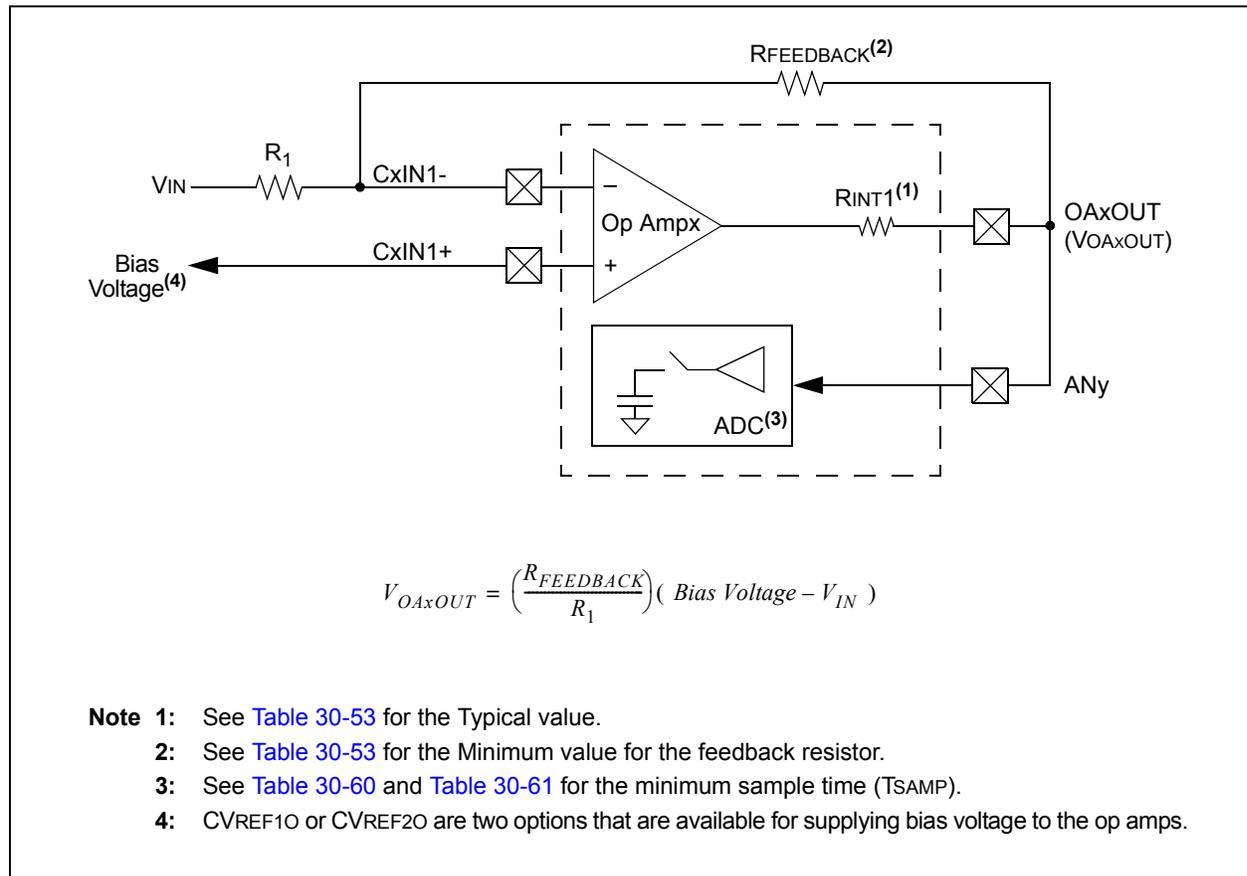 RFEEDBACK(2)
R1
VIN
CxIN1-
–
Op Ampx
RINT1(1)
OAxOUT
(VOAxOUT)
CxIN1+
+
Bias
Voltage(4)
ADC(3)
ANy
V_OAxOUT = (R_FEEDBACK / R_1) ( Bias Voltage – V_IN )
Note 1: See Table 30-53 for the Typical value.
2: See Table 30-53 for the Minimum value for the feedback resistor.
3: See Table 30-60 and Table 30-61 for the minimum sample time (TSAMP).
4: CVREF1O or CVREF2O are two options that are available for supplying bias voltage to the op amps.